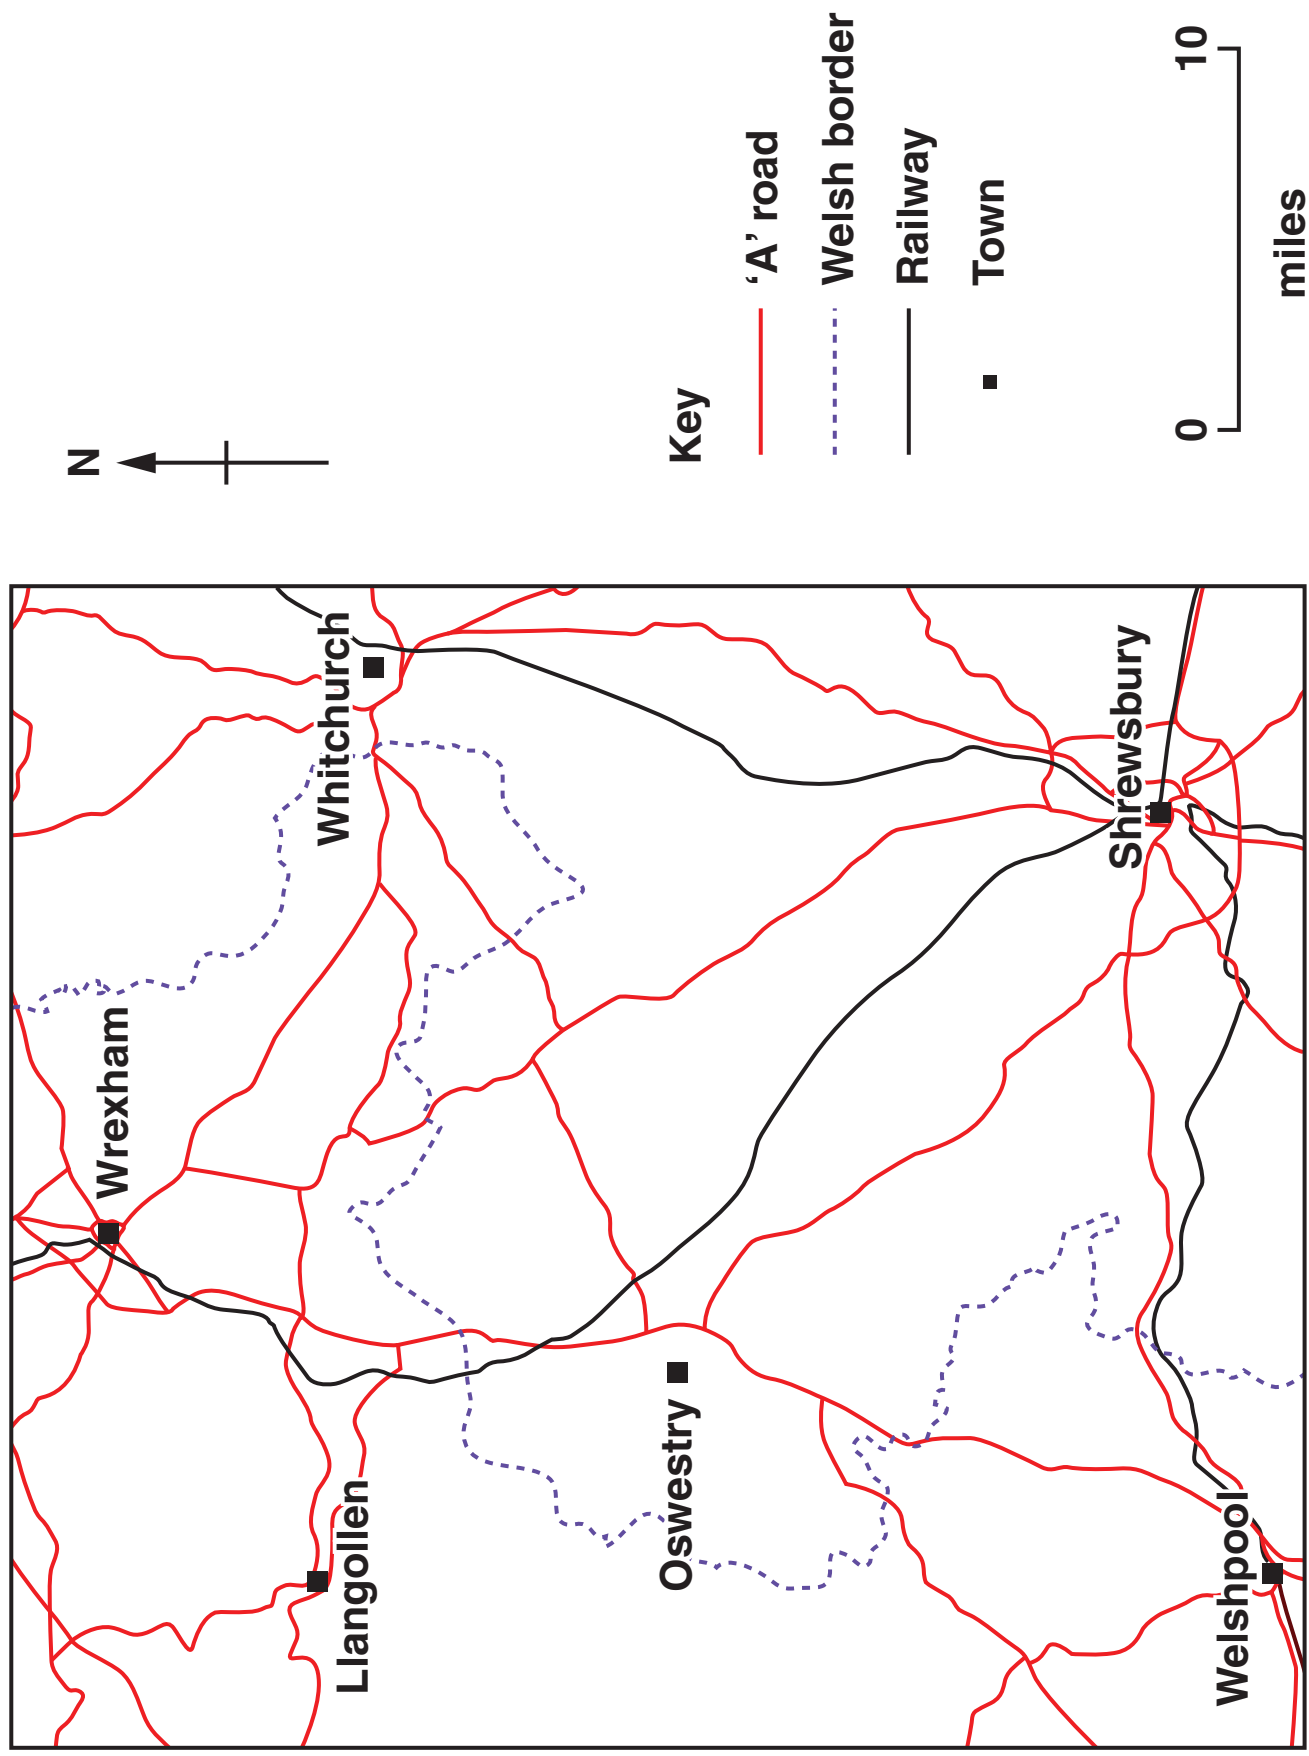 Wrexham
Whitchurch
Llangollen
Oswestry
Shrewsbury
Welshpool
N
Key
‘A’ road
Welsh border
Railway
Town
0 10
miles